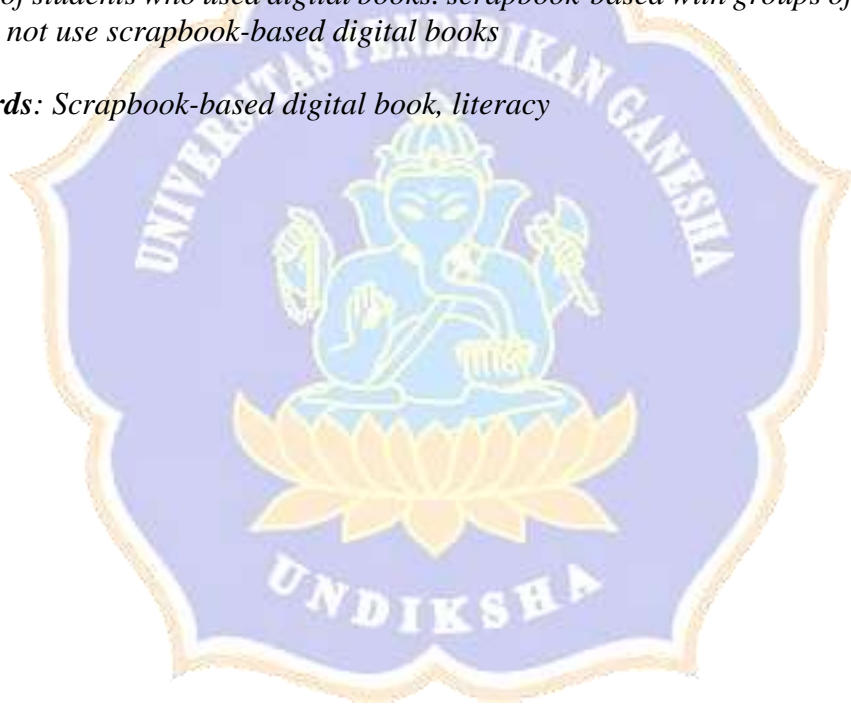 of students who used digital books. scrapbook-based with groups of
not use scrapbook-based digital books
rds: Scrapbook-based digital book, literacy
UNIVERSITAS PENDIDIKAN GANESHA
UNDIKSHA